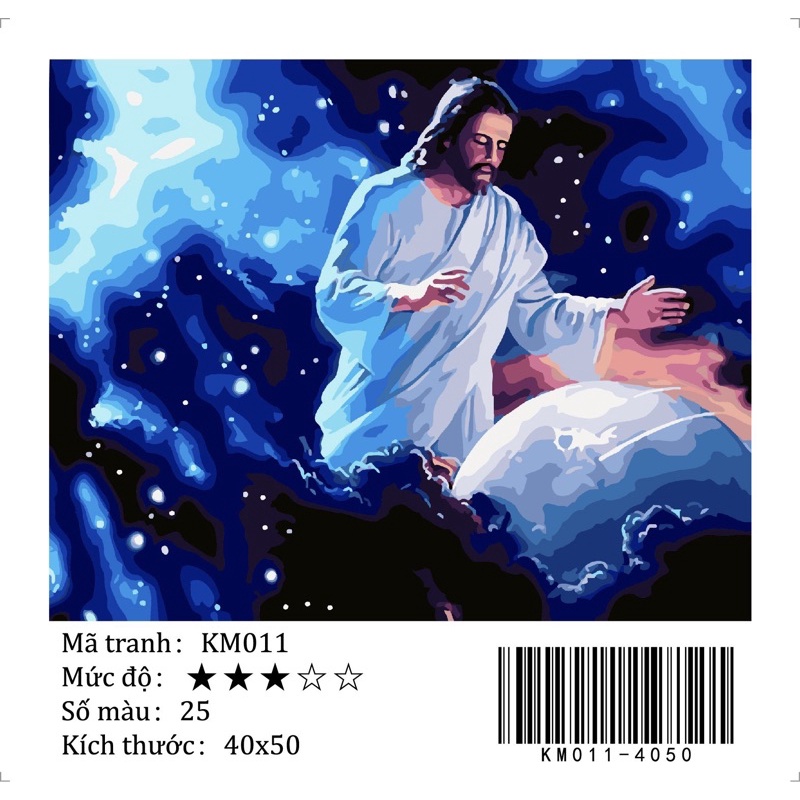 Mã tranh: KM011
Mức độ: ★★★☆☆
Số màu: 25
Kích thước: 40x50
KM011-4050